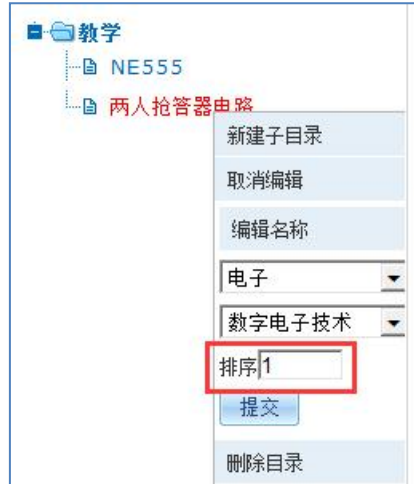 教学
NE555
两人抢答器电路
新建子目录
取消编辑
编辑名称
电子
数字电子技术
排序1
提交
删除目录